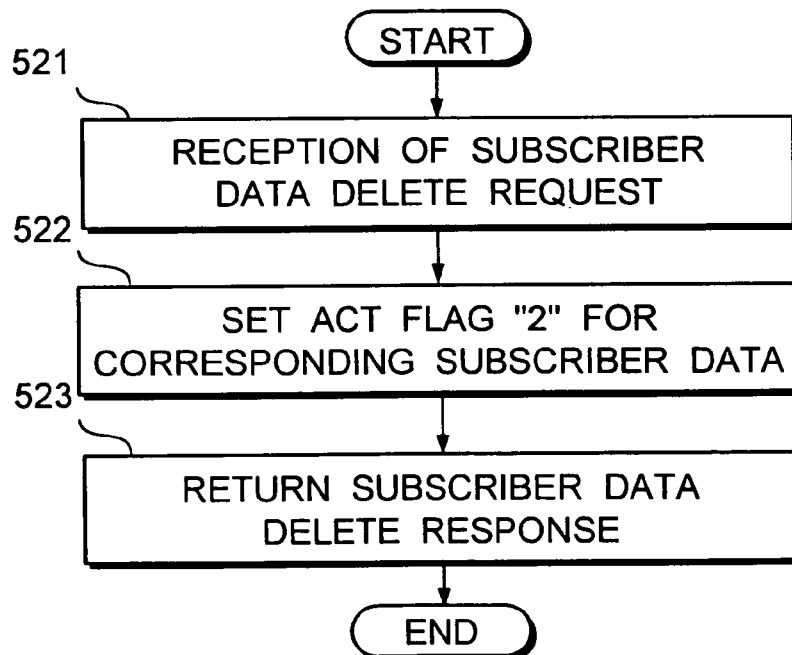 START
521
RECEPTION OF SUBSCRIBER
DATA DELETE REQUEST
522
SET ACT FLAG "2" FOR
CORRESPONDING SUBSCRIBER DATA
523
RETURN SUBSCRIBER DATA
DELETE RESPONSE
END